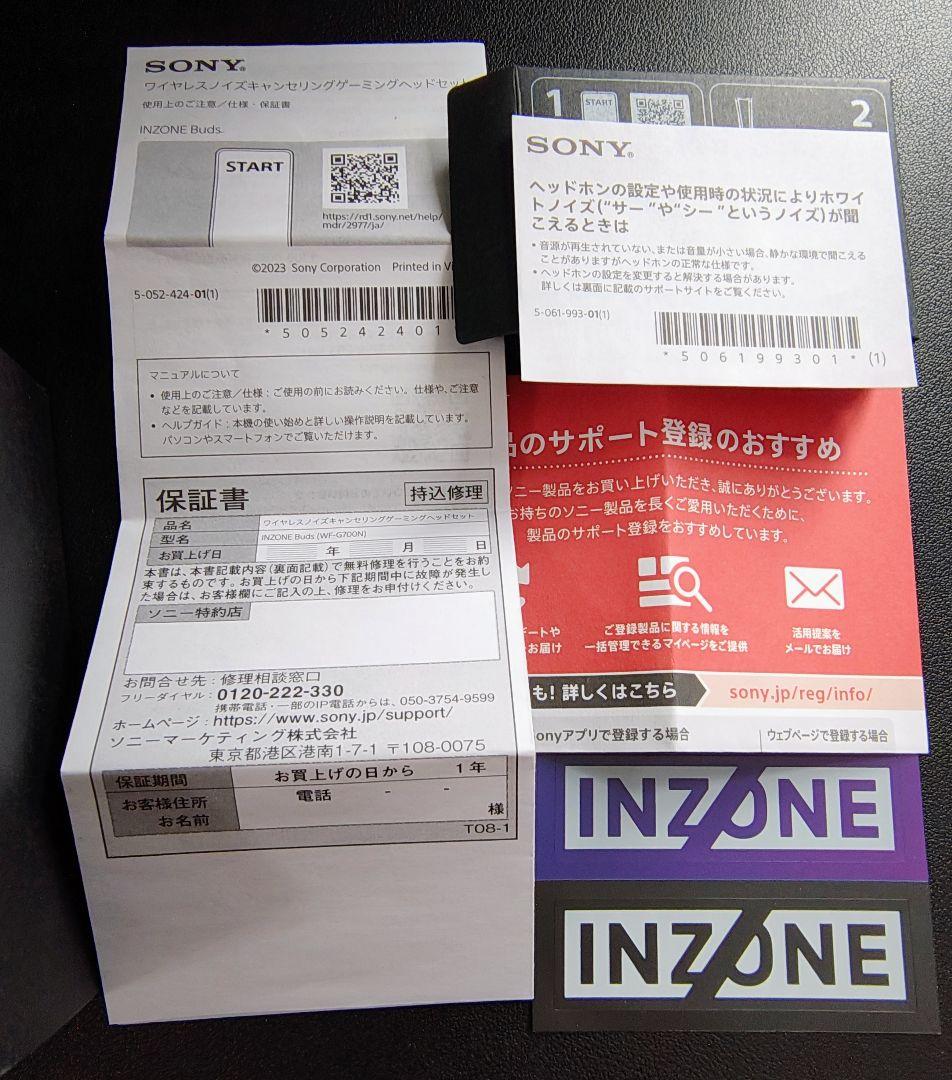 SONY
ワイヤレスノイズキャンセリングゲーミングヘッドセット
使用上のご注意/仕様・保証書
INZONE Buds
START
https://rd1.sony.net/help/
mdr/2977/ja/
©2023 Sony Corporation Printed in
5-052-424-01(1)
*505242401
マニュアルについて
• 使用上のご注意/仕様:ご使用の前にお読みください。仕様や、ご注意
などを記載しています。
• ヘルプガイド:本機の使い始めと詳しい操作説明を記載しています。
パソコンやスマートフォンでご覧いただけます。
保証書
持込修理
品名 ワイヤレスノイズキャンセリングゲーミングヘッドセット
型名 INZONE Buds (WF-G700N)
お買上げ日 年 月 日
本書は、本書記載内容(裏面記載)で無料修理を行うことをお約
束するものです。お買上げの日から下記期間中に故障が発生し
た場合は、お客様欄にご記入の上、修理をお申付けください。
ソニー特約店
お問合せ先:修理相談窓口
フリーダイヤル:0120-222-330
携帯電話・一部のIP電話からは、050-3754-9599
ホームページ:https://www.sony.jp/support/
ソニーマーケティング株式会社
東京都港区港南1-7-1 〒108-0075
保証期間 お買上げの日から 1年
お客様住所 電話 - -
お名前 様
T08-1
1 START 2
SONY
ヘッドホンの設定や使用時の状況によりホワイ
トノイズ(“サー“や“シー”というノイズ)が聞
こえるときは
• 音源が再生されていない、または音量が小さい場合、静かな環境で聞こえる
ことがありますがヘッドホンの正常な仕様です。
• ヘッドホンの設定を変更すると解決する場合があります。
詳しくは裏面に記載のサポートサイトをご覧ください。
5-061-993-01(1)
*506199301* (1)
品のサポート登録のおすすめ
ソニー製品をお買い上げいただき、誠にありがとうございます。
お持ちのソニー製品を長くご愛用いただくために、
製品のサポート登録をおすすめしています。
デートや
お届け
ご登録製品に関する情報を
一括管理できるマイページをご提供
活用提案を
メールでお届け
も! 詳しくはこちら sony.jp/reg/info/
onyアプリで登録する場合 ウェブページで登録する場合
INZONE
INZONE